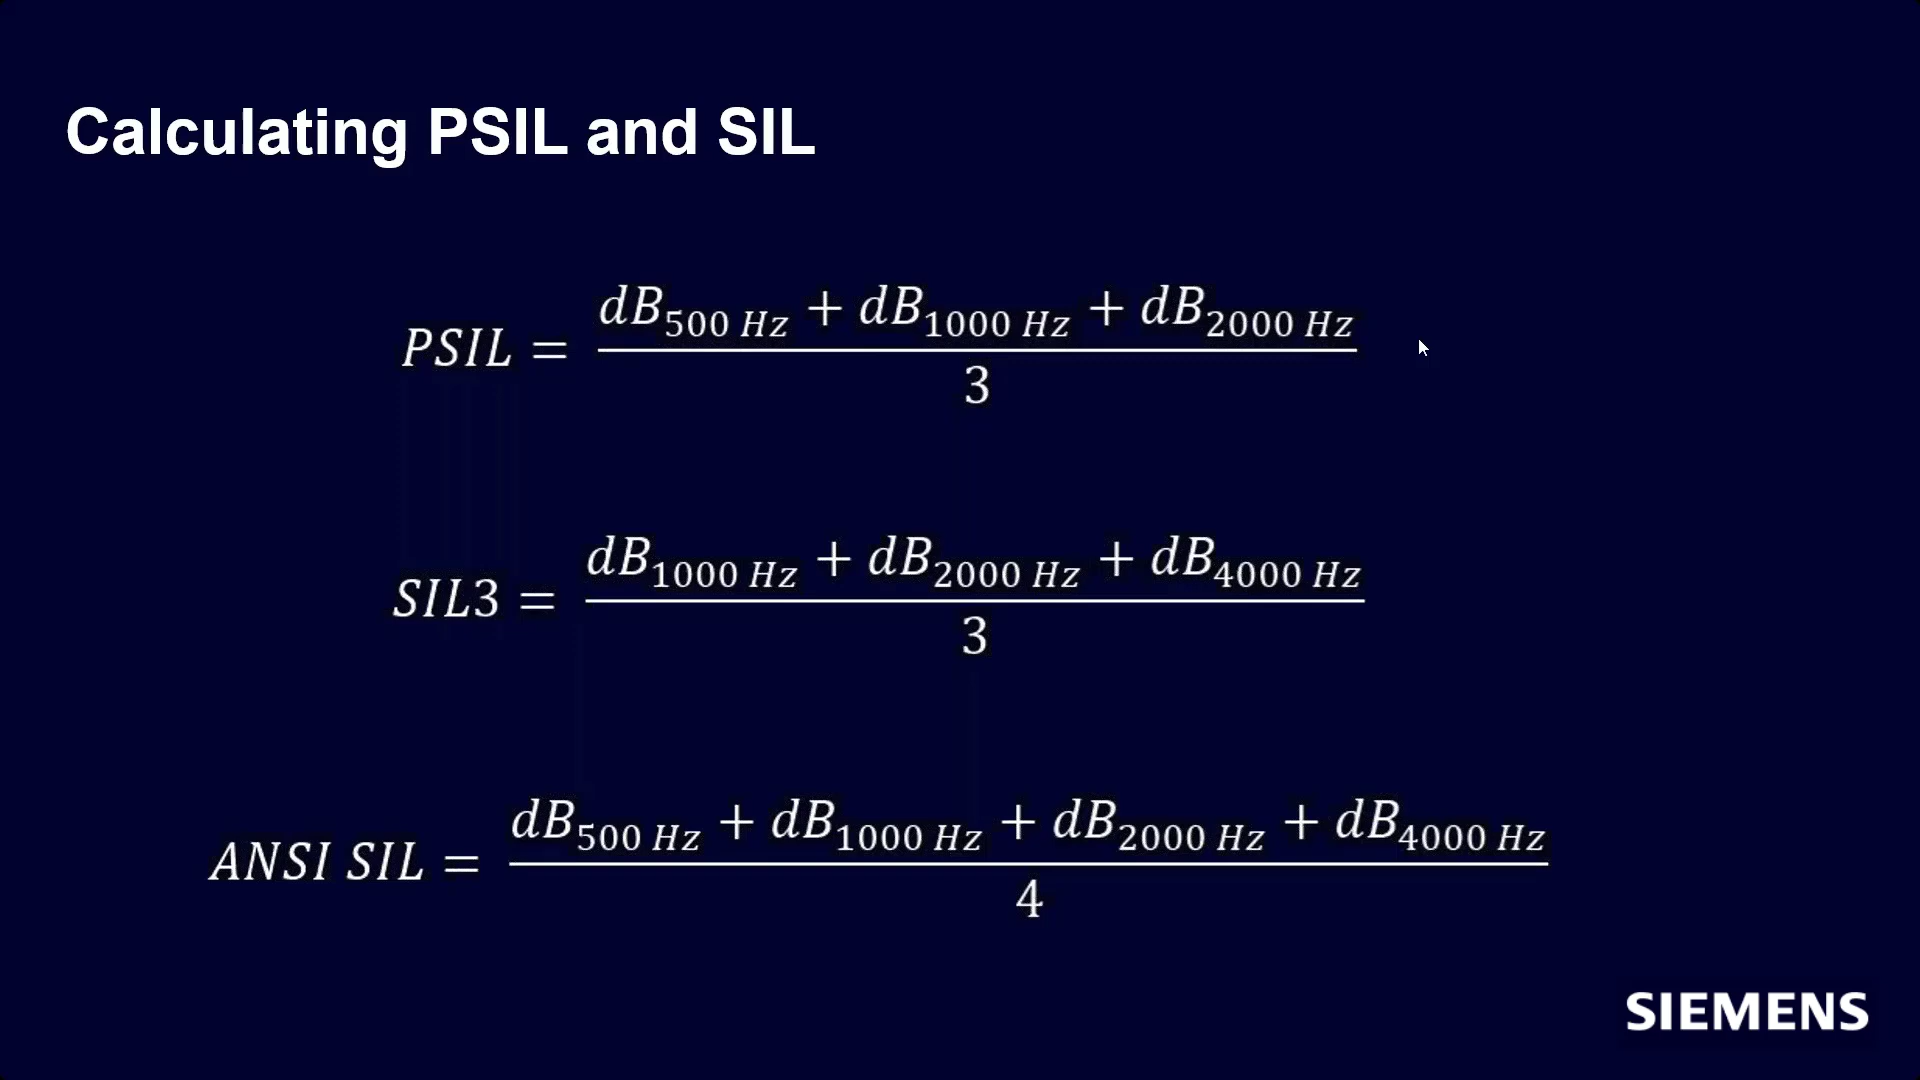 Calculating PSIL and SIL
PSIL = (dB500 Hz + dB1000 Hz + dB2000 Hz) / 3
SIL3 = (dB1000 Hz + dB2000 Hz + dB4000 Hz) / 3
ANSI SIL = (dB500 Hz + dB1000 Hz + dB2000 Hz + dB4000 Hz) / 4
SIEMENS